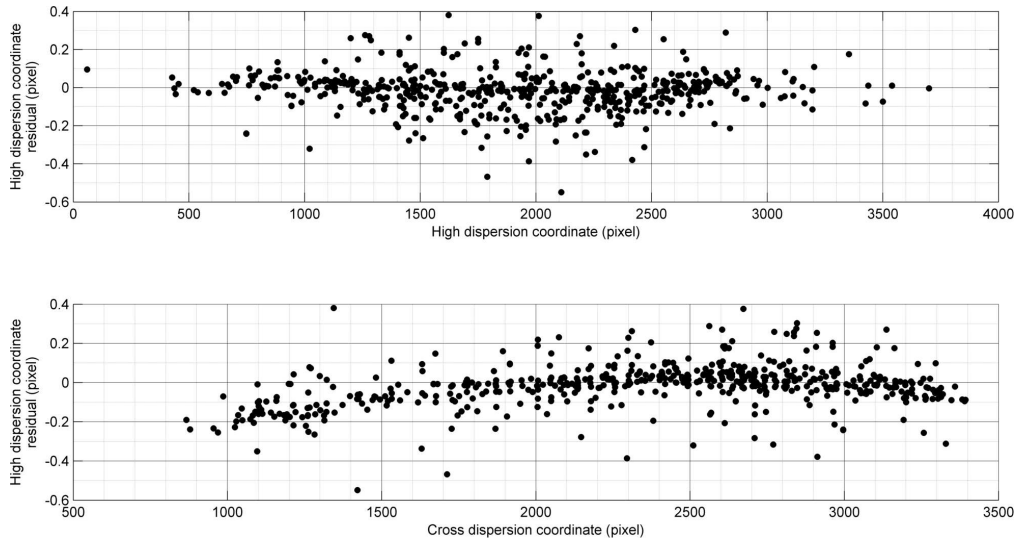 High dispersion coordinate
residual (pixel)
0.4
0.2
0
-0.2
-0.4
-0.6
0 500 1000 1500 2000 2500 3000 3500 4000
High dispersion coordinate (pixel)
High dispersion coordinate
residual (pixel)
0.4
0.2
0
-0.2
-0.4
-0.6
500 1000 1500 2000 2500 3000 3500
Cross dispersion coordinate (pixel)